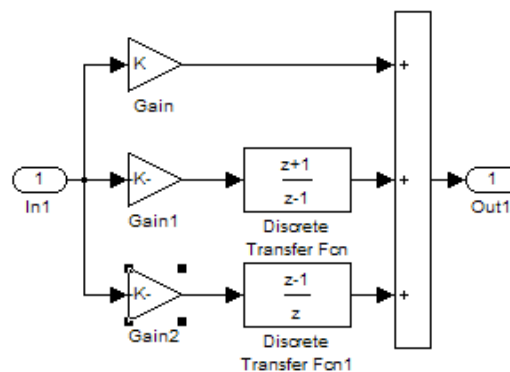 K
+
Gain
1
In1
K-
Gain1
z+1
z-1
Discrete
Transfer Fcn
+
1
Out1
K-
Gain2
z-1
z
Discrete
Transfer Fcn1
+